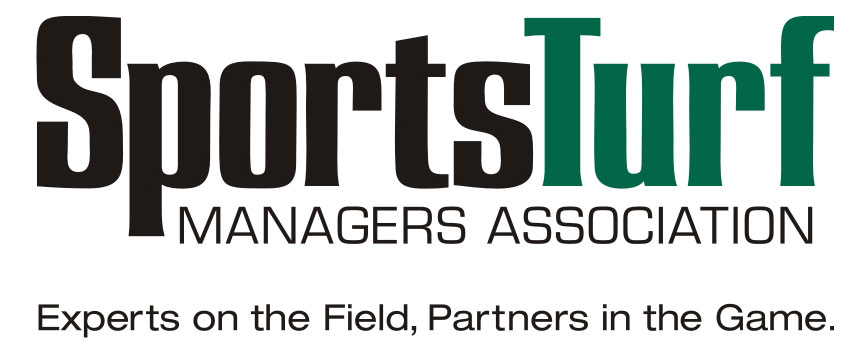 SportsTurf
MANAGERS ASSOCIATION
Experts on the Field, Partners in the Game.